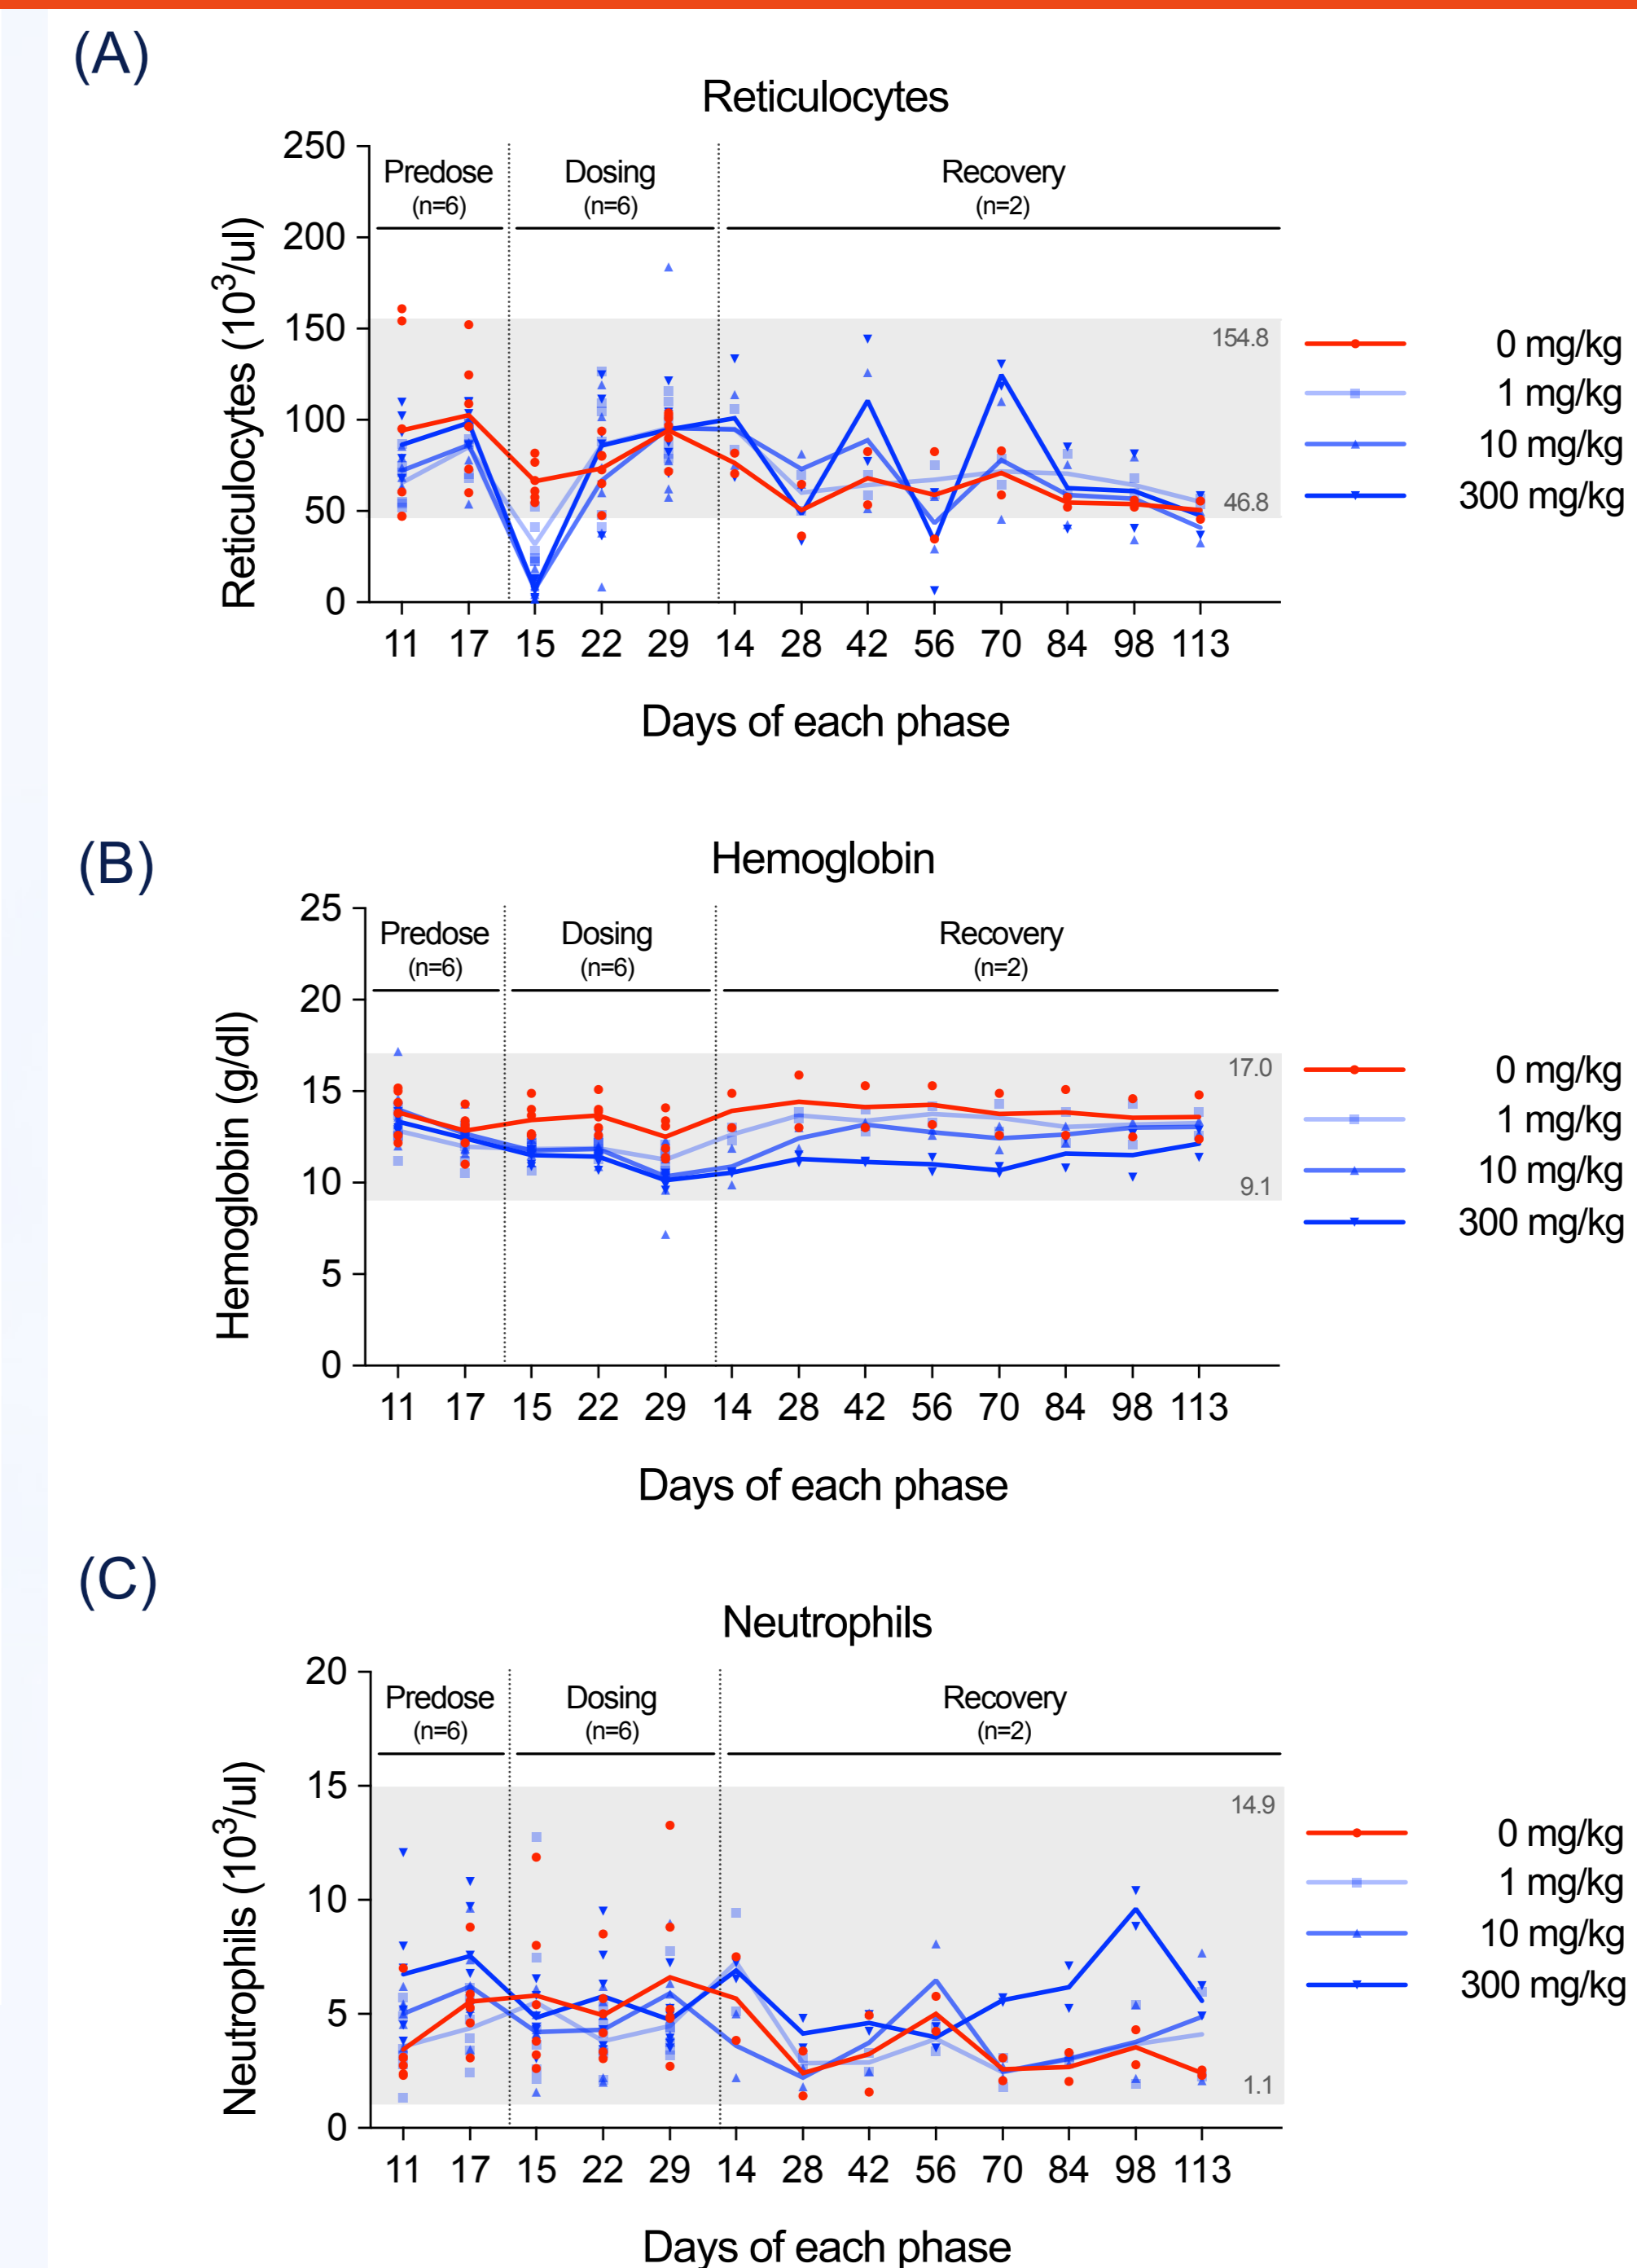 (A)
Reticulocytes
Reticulocytes (10³/ul)
250
200
150
100
50
0
Predose
(n=6)
Dosing
(n=6)
Recovery
(n=2)
154.8
46.8
11 17 15 22 29 14 28 42 56 70 84 98 113
Days of each phase
0 mg/kg
1 mg/kg
10 mg/kg
300 mg/kg
(B)
Hemoglobin
Hemoglobin (g/dl)
25
20
15
10
5
0
Predose
(n=6)
Dosing
(n=6)
Recovery
(n=2)
17.0
9.1
11 17 15 22 29 14 28 42 56 70 84 98 113
Days of each phase
0 mg/kg
1 mg/kg
10 mg/kg
300 mg/kg
(C)
Neutrophils
Neutrophils (10³/ul)
20
15
10
5
0
Predose
(n=6)
Dosing
(n=6)
Recovery
(n=2)
14.9
1.1
11 17 15 22 29 14 28 42 56 70 84 98 113
Days of each phase
0 mg/kg
1 mg/kg
10 mg/kg
300 mg/kg